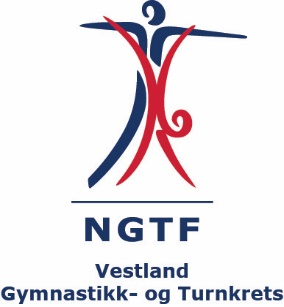 NGTF
Vestland
Gymnastikk- og Turnkrets